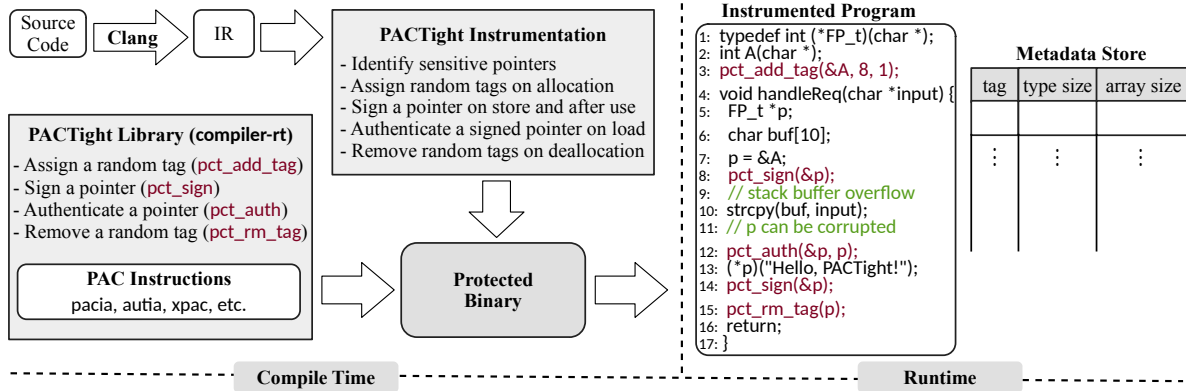 Source
Code
Clang
IR
PACTight Instrumentation
- Identify sensitive pointers
- Assign random tags on allocation
- Sign a pointer on store and after use
- Authenticate a signed pointer on load
- Remove random tags on deallocation
PACTight Library (compiler-rt)
- Assign a random tag (pct_add_tag)
- Sign a pointer (pct_sign)
- Authenticate a pointer (pct_auth)
- Remove a random tag (pct_rm_tag)
PAC Instructions
pacia, autia, xpac, etc.
Protected
Binary
Compile Time
Instrumented Program
1: typedef int (*FP_t)(char *);
2: int A(char *);
3: pct_add_tag(&A, 8, 1);
4: void handleReq(char *input) {
5: FP_t *p;
6: char buf[10];
7: p = &A;
8: pct_sign(&p);
9: // stack buffer overflow
10: strcpy(buf, input);
11: // p can be corrupted
12: pct_auth(&p, p);
13: (*p)("Hello, PACTight!");
14: pct_sign(&p);
15: pct_rm_tag(p);
16: return;
17: }
Metadata Store
tag type size array size
⋮ ⋮ ⋮
Runtime